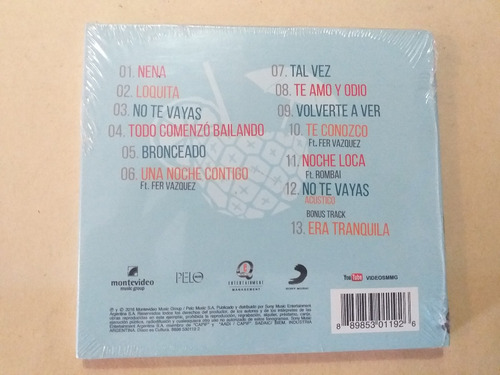 01. NENA
02. LOQUITA
03. NO TE VAYAS
04. TODO COMENZÓ BAILANDO
05. BRONCEADO
06. UNA NOCHE CONTIGO
Ft. FER VAZQUEZ
07. TAL VEZ
08. TE AMO Y ODIO
09. VOLVERTE A VER
10. TE CONOZCO
Ft. FER VAZQUEZ
11. NOCHE LOCA
Ft. ROMBAI
12. NO TE VAYAS
ACÚSTICO
BONUS TRACK
13. ERA TRANQUILA
montevideo
music group
PELO
ENTERTAINMENT
MANAGEMENT
SONY MUSIC
YouTube VIDEOSMMG
8 89853 01192 6